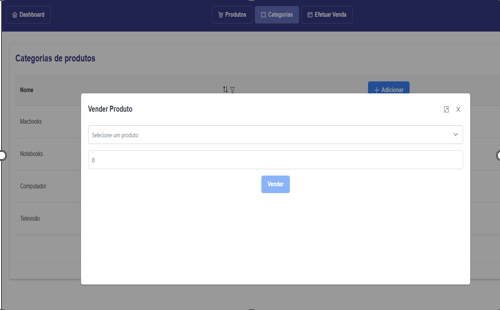 Dashboard
Produtos
Categorias
Efetuar Venda
Categorias de produtos
Nome
Adicionar
Macbooks
Notebooks
Computador
Televisão
Vender Produto
Selecione um produto
0
Vender